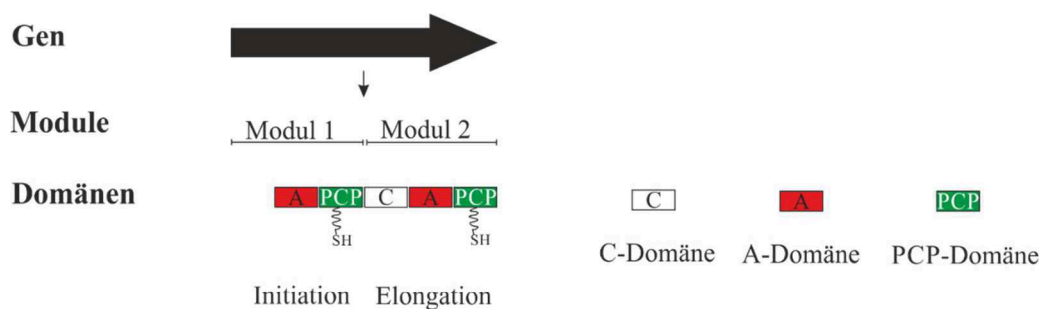 Gen
Module
Modul 1 Modul 2
Domänen
A PCP C A PCP
SH SH
C A PCP
C-Domäne A-Domäne PCP-Domäne
Initiation Elongation